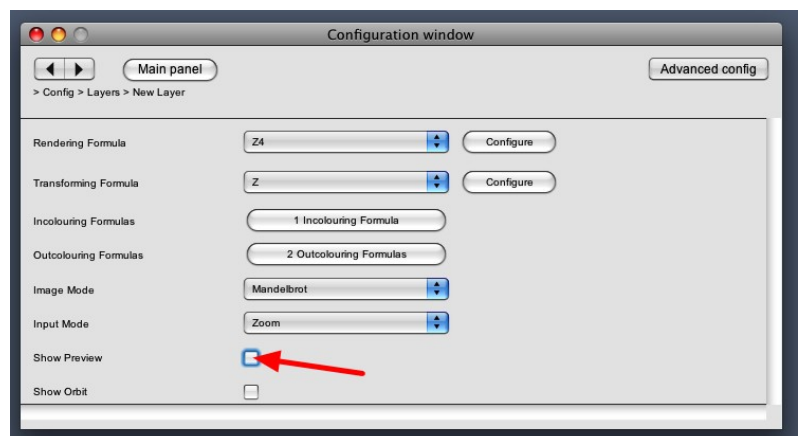 Configuration window
Main panel
Advanced config
> Config > Layers > New Layer
Rendering Formula
Z4
Configure
Transforming Formula
Z
Configure
Incolouring Formulas
1 Incolouring Formula
Outcolouring Formulas
2 Outcolouring Formulas
Image Mode
Mandelbrot
Input Mode
Zoom
Show Preview
Show Orbit